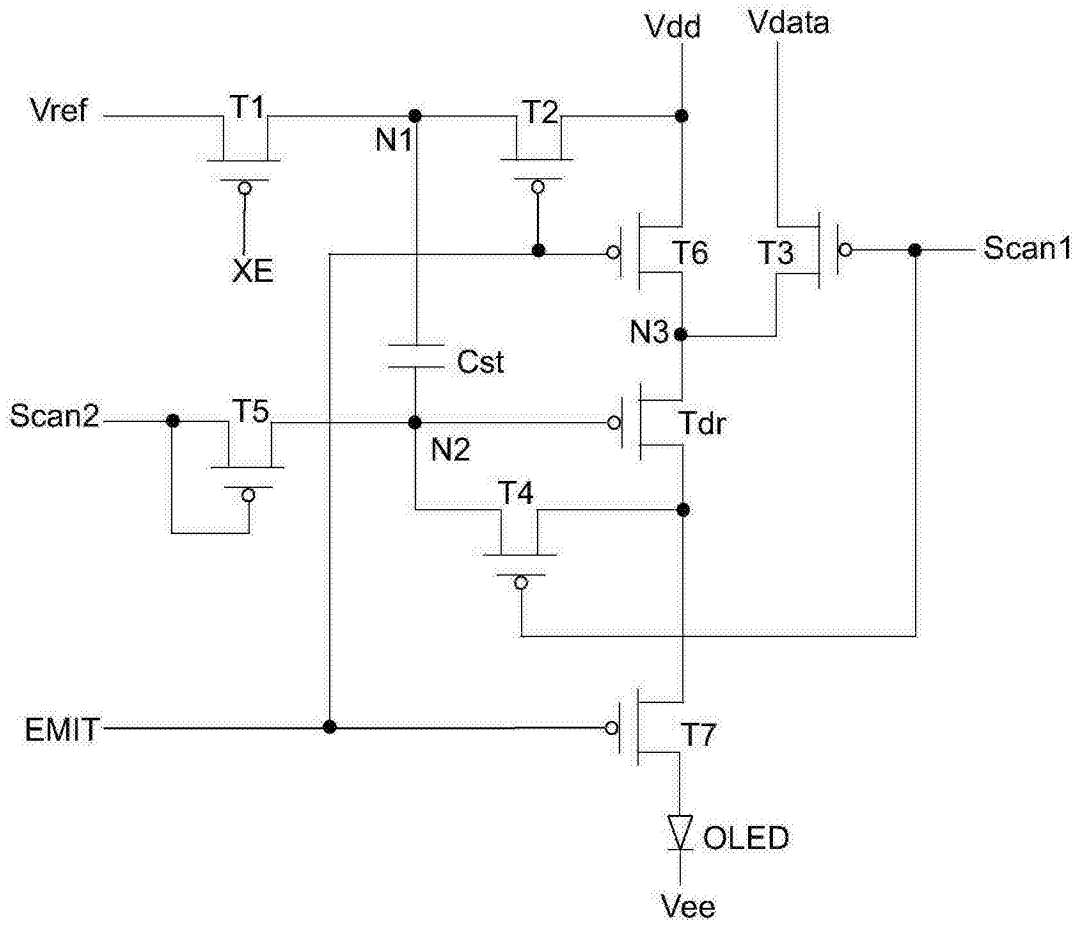 Vdd
Vdata
Vref
T1
T2
N1
XE
T6
T3
Scan1
N3
Cst
Scan2
T5
Tdr
N2
T4
EMIT
T7
OLED
Vee